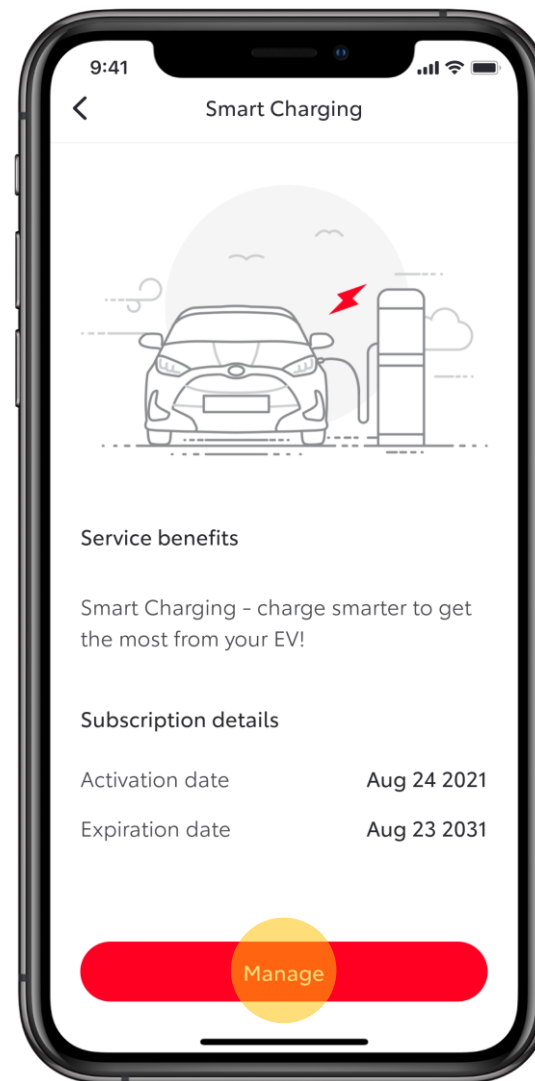 9:41
Smart Charging
Service benefits
Smart Charging - charge smarter to get
the most from your EV!
Subscription details
Activation date Aug 24 2021
Expiration date Aug 23 2031
Manage